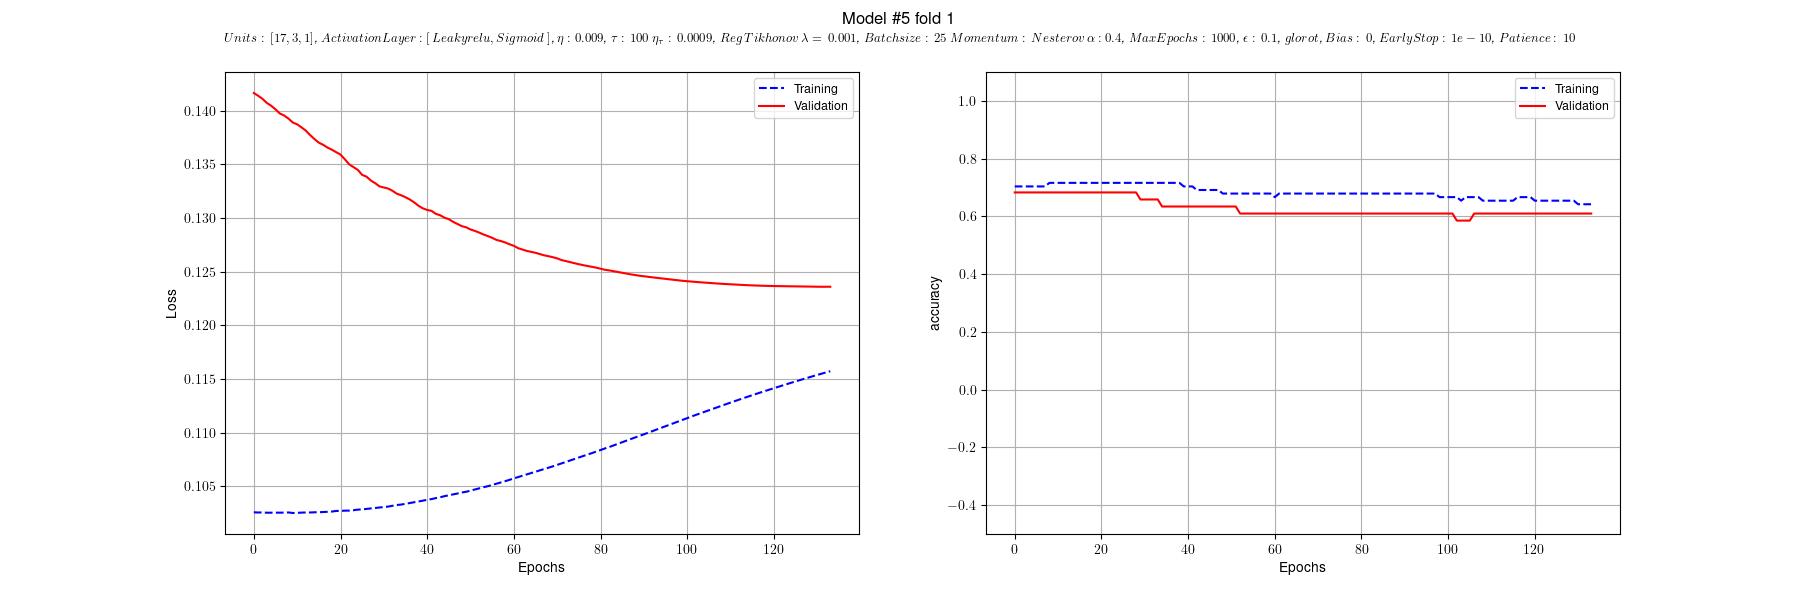 Model #5 fold 1
Units : [17, 3, 1], ActivationLayer : [ Leakyrelu, Sigmoid ], η : 0.009, τ : 100 η_τ : 0.0009, RegTikhonov λ = 0.001, Batchsize : 25 Momentum : Nesterov α : 0.4, MaxEpochs : 1000, ϵ : 0.1, glorot, Bias : 0, EarlyStop : 1e − 10, Patience : 10
Training
Validation
0.140
0.135
0.130
0.125
0.120
0.115
0.110
0.105
Loss
0 20 40 60 80 100 120
Epochs
Training
Validation
1.0
0.8
0.6
0.4
0.2
0.0
−0.2
−0.4
accuracy
0 20 40 60 80 100 120
Epochs